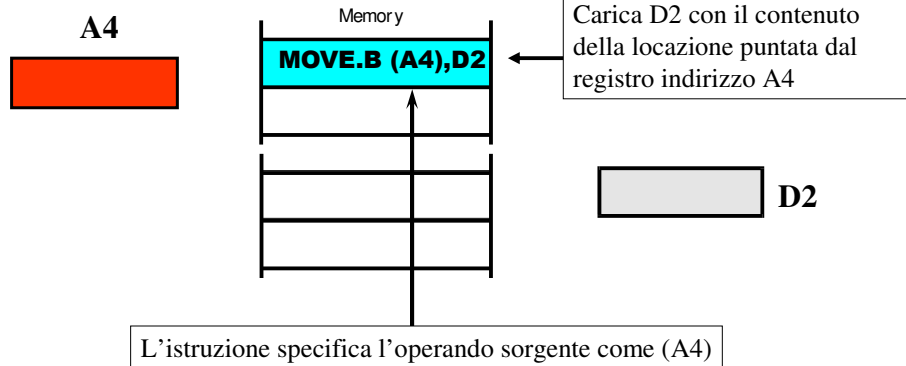 A4
Memory
MOVE.B (A4),D2
Carica D2 con il contenuto
della locazione puntata dal
registro indirizzo A4
D2
L'istruzione specifica l'operando sorgente come (A4)